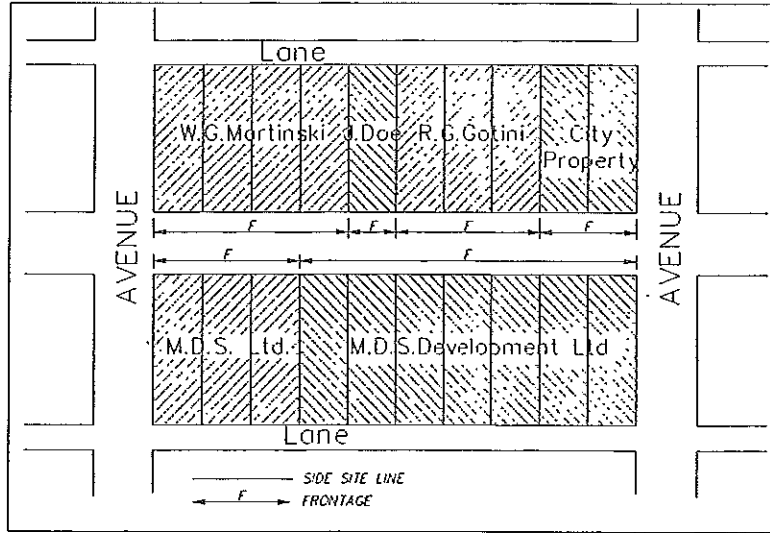 Lane
W.G.Martinski J.Doe R.G.Gotini City
Property
AVENUE
AVENUE
F F F F
F F
M.D.S. Ltd. M.D.S.Development Ltd
Lane
SIDE SITE LINE
F FRONTAGE